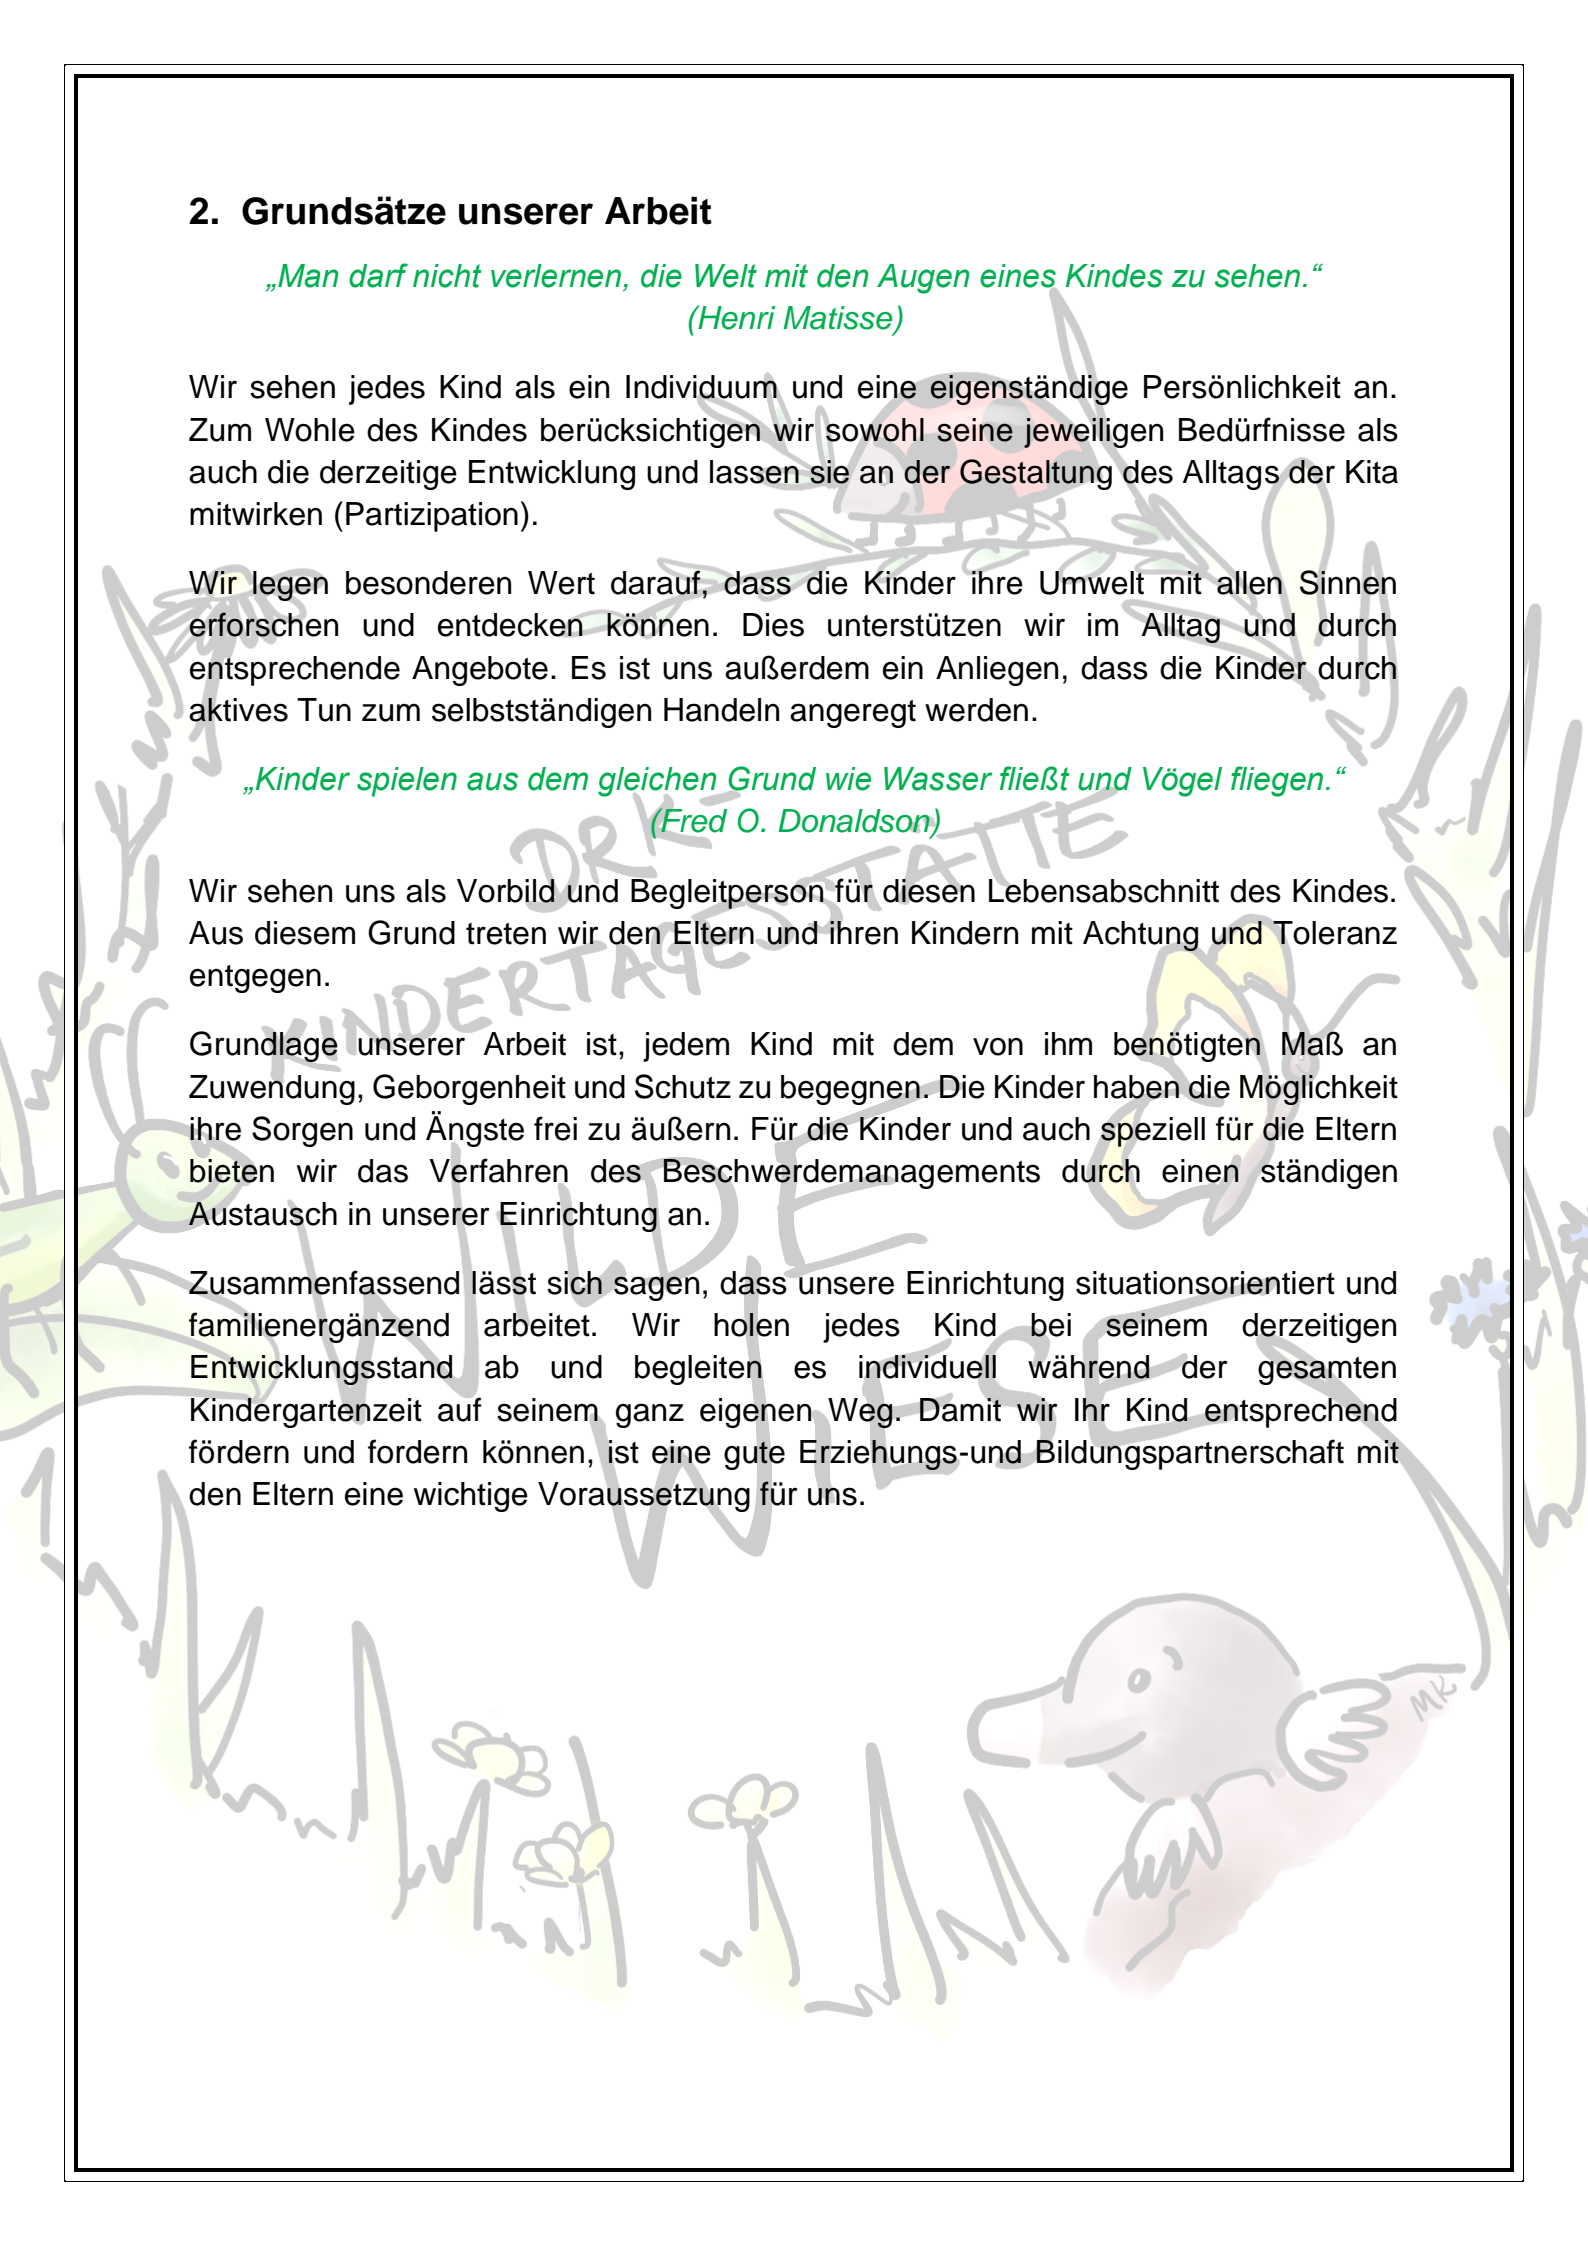 2. Grundsätze unserer Arbeit
„Man darf nicht verlernen, die Welt mit den Augen eines Kindes zu sehen.“
(Henri Matisse)
Wir sehen jedes Kind als ein Individuum und eine eigenständige Persönlichkeit an.
Zum Wohle des Kindes berücksichtigen wir sowohl seine jeweiligen Bedürfnisse als
auch die derzeitige Entwicklung und lassen sie an der Gestaltung des Alltags der Kita
mitwirken (Partizipation).
Wir legen besonderen Wert darauf, dass die Kinder ihre Umwelt mit allen Sinnen
erforschen und entdecken können. Dies unterstützen wir im Alltag und durch
entsprechende Angebote. Es ist uns außerdem ein Anliegen, dass die Kinder durch
aktives Tun zum selbstständigen Handeln angeregt werden.
„Kinder spielen aus dem gleichen Grund wie Wasser fließt und Vögel fliegen.“
(Fred O. Donaldson)
Wir sehen uns als Vorbild und Begleitperson für diesen Lebensabschnitt des Kindes.
Aus diesem Grund treten wir den Eltern und ihren Kindern mit Achtung und Toleranz
entgegen.
Grundlage unserer Arbeit ist, jedem Kind mit dem von ihm benötigten Maß an
Zuwendung, Geborgenheit und Schutz zu begegnen. Die Kinder haben die Möglichkeit
ihre Sorgen und Ängste frei zu äußern. Für die Kinder und auch speziell für die Eltern
bieten wir das Verfahren des Beschwerdemanagements durch einen ständigen
Austausch in unserer Einrichtung an.
Zusammenfassend lässt sich sagen, dass unsere Einrichtung situationsorientiert und
familienergänzend arbeitet. Wir holen jedes Kind bei seinem derzeitigen
Entwicklungsstand ab und begleiten es individuell während der gesamten
Kindergartenzeit auf seinem ganz eigenen Weg. Damit wir Ihr Kind entsprechend
fördern und fordern können, ist eine gute Erziehungs-und Bildungspartnerschaft mit
den Eltern eine wichtige Voraussetzung für uns.
DRK-
KINDERTAGESSTÄTTE
WILDE
WIESE
MK